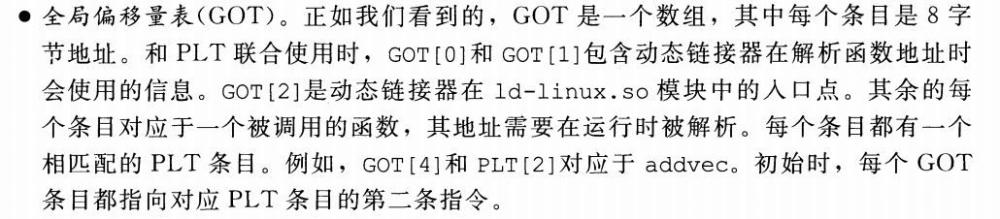 ● 全局偏移量表(GOT)。正如我们看到的，GOT 是一个数组，其中每个条目是 8 字
节地址。和 PLT 联合使用时，GOT[0]和 GOT[1]包含动态链接器在解析函数地址时
会使用的信息。GOT[2]是动态链接器在 ld-linux.so 模块中的入口点。其余的每
个条目对应于一个被调用的函数，其地址需要在运行时被解析。每个条目都有一个
相匹配的 PLT 条目。例如，GOT[4]和 PLT[2]对应于 addvec。初始时，每个 GOT
条目都指向对应 PLT 条目的第二条指令。